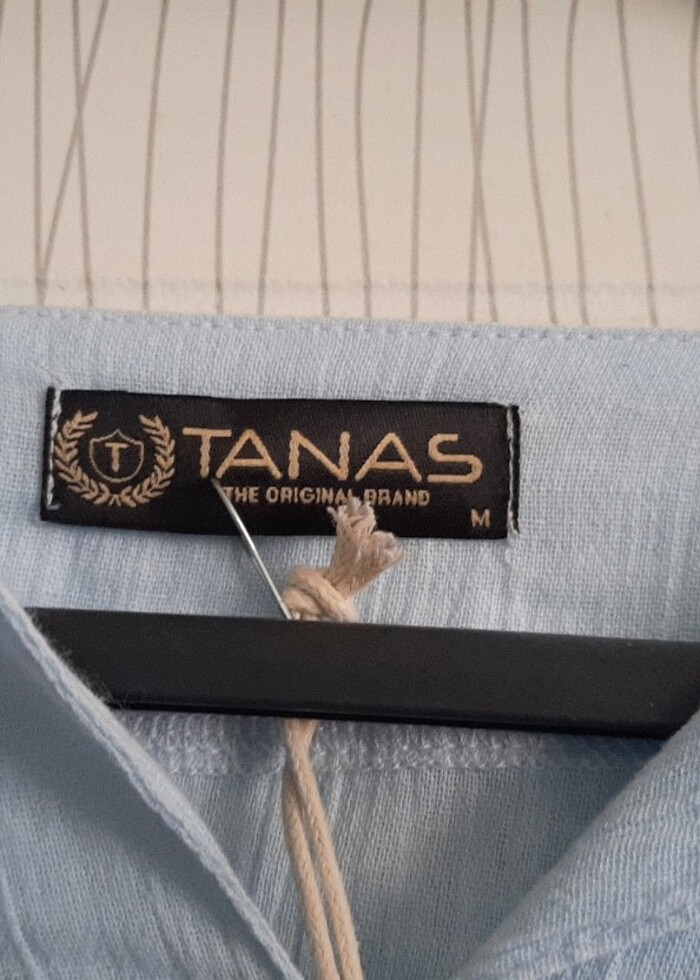 T
TANAS
THE ORIGINAL BRAND
M